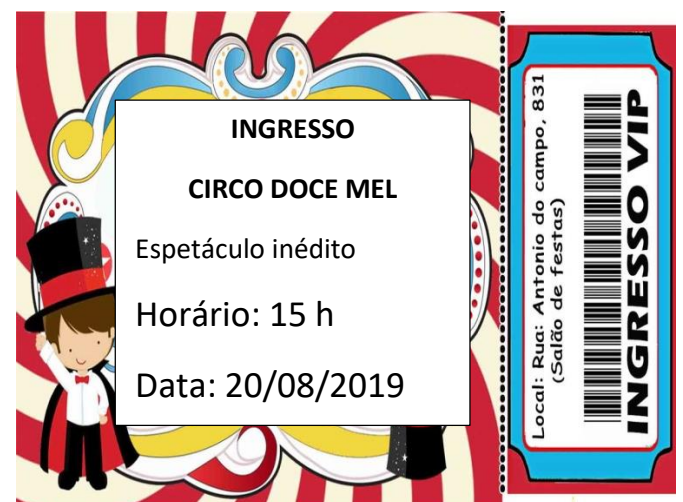 INGRESSO
CIRCO DOCE MEL
Espetáculo inédito
Horário: 15 h
Data: 20/08/2019
Local: Rua: Antonio do campo, 831
(Salão de festas)
INGRESSO VIP